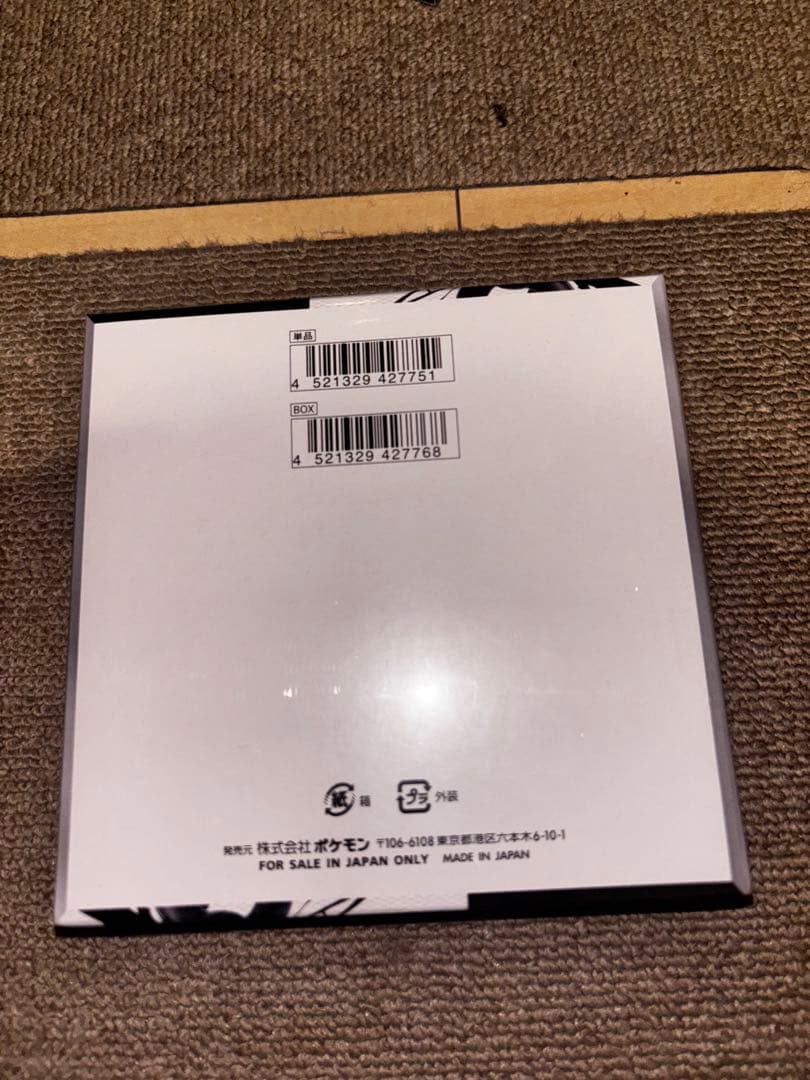 単品
4 521329 427751
BOX
4 521329 427768
紙 箱 プラ 外装
発売元 株式会社 ポケモン 〒106-6108 東京都港区六本木6-10-1
FOR SALE IN JAPAN ONLY MADE IN JAPAN